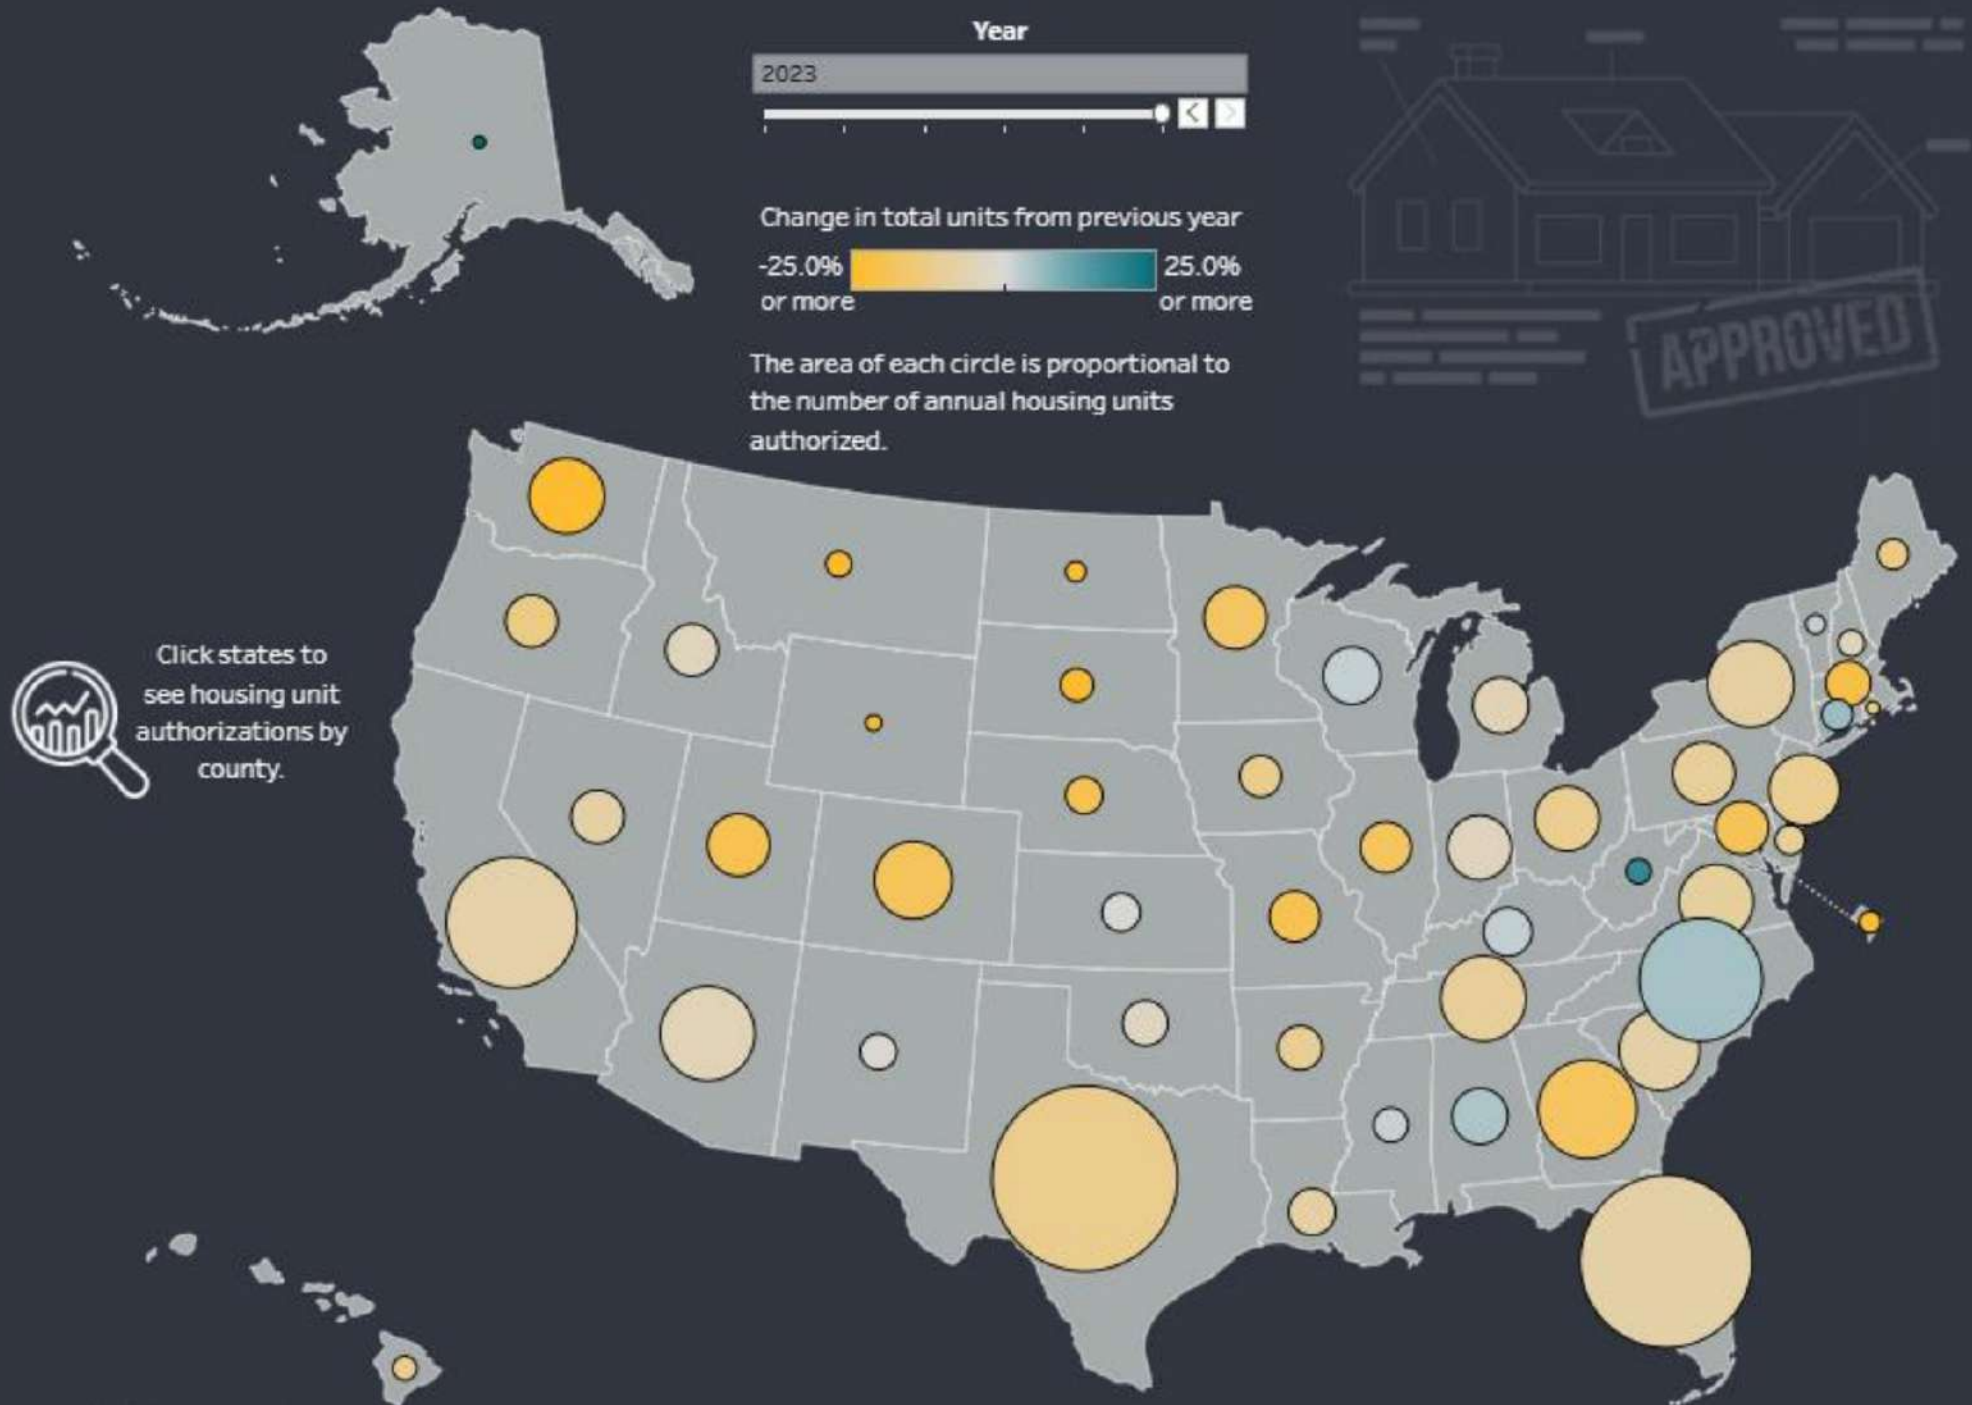 Year
2023
Change in total units from previous year
-25.0%
or more
25.0%
or more
The area of each circle is proportional to
the number of annual housing units
authorized.
APPROVED
Click states to
see housing unit
authorizations by
county.